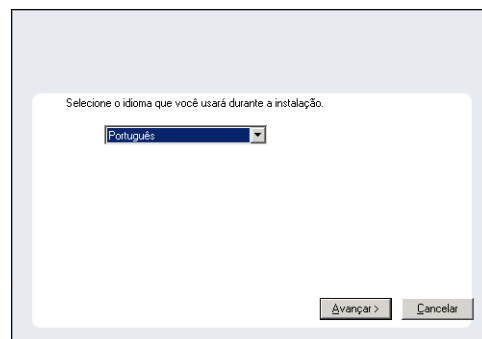 Selecione o idioma que você usará durante a instalação.
Português
Avançar > Cancelar